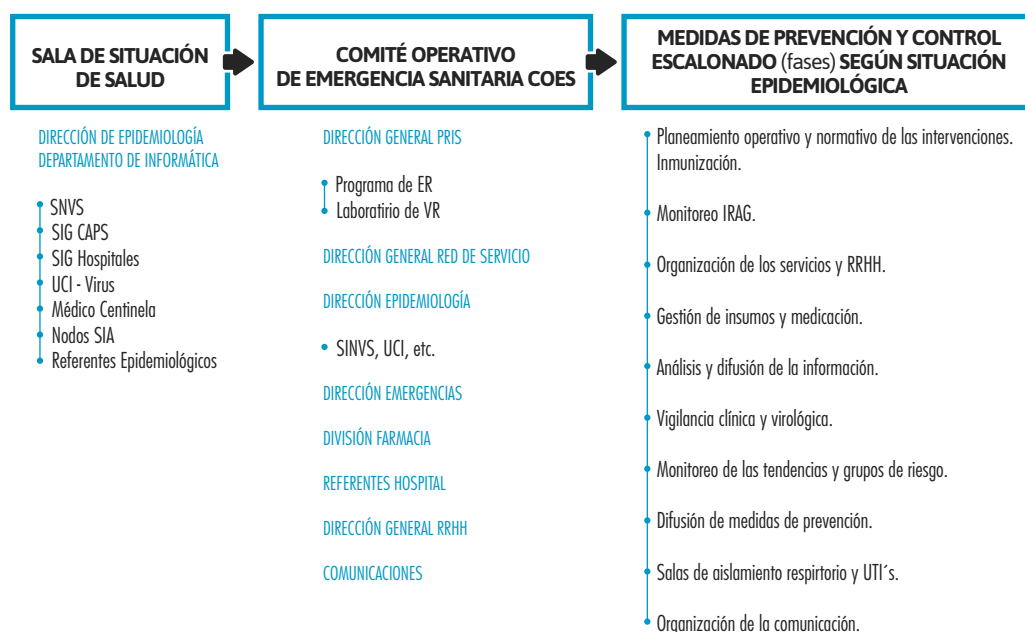 SALA DE SITUACIÓN
DE SALUD
DIRECCIÓN DE EPIDEMIOLOGÍA
DEPARTAMENTO DE INFORMÁTICA
SNVS
SIG CAPS
SIG Hospitales
UCI - Virus
Médico Centinela
Nodos SIA
Referentes Epidemiológicos
COMITÉ OPERATIVO
DE EMERGENCIA SANITARIA COES
DIRECCIÓN GENERAL PRIS
Programa de ER
Laboratirio de VR
DIRECCIÓN GENERAL RED DE SERVICIO
DIRECCIÓN EPIDEMIOLOGÍA
SINVS, UCI, etc.
DIRECCIÓN EMERGENCIAS
DIVISIÓN FARMACIA
REFERENTES HOSPITAL
DIRECCIÓN GENERAL RRHH
COMUNICACIONES
MEDIDAS DE PREVENCIÓN Y CONTROL
ESCALONADO (fases) SEGÚN SITUACIÓN
EPIDEMIOLÓGICA
Planeamiento operativo y normativo de las intervenciones.
Inmunización.
Monitoreo IRAG.
Organización de los servicios y RRHH.
Gestión de insumos y medicación.
Análisis y difusión de la información.
Vigilancia clínica y virológica.
Monitoreo de las tendencias y grupos de riesgo.
Difusión de medidas de prevención.
Salas de aislamiento respirtorio y UTI´s.
Organización de la comunicación.